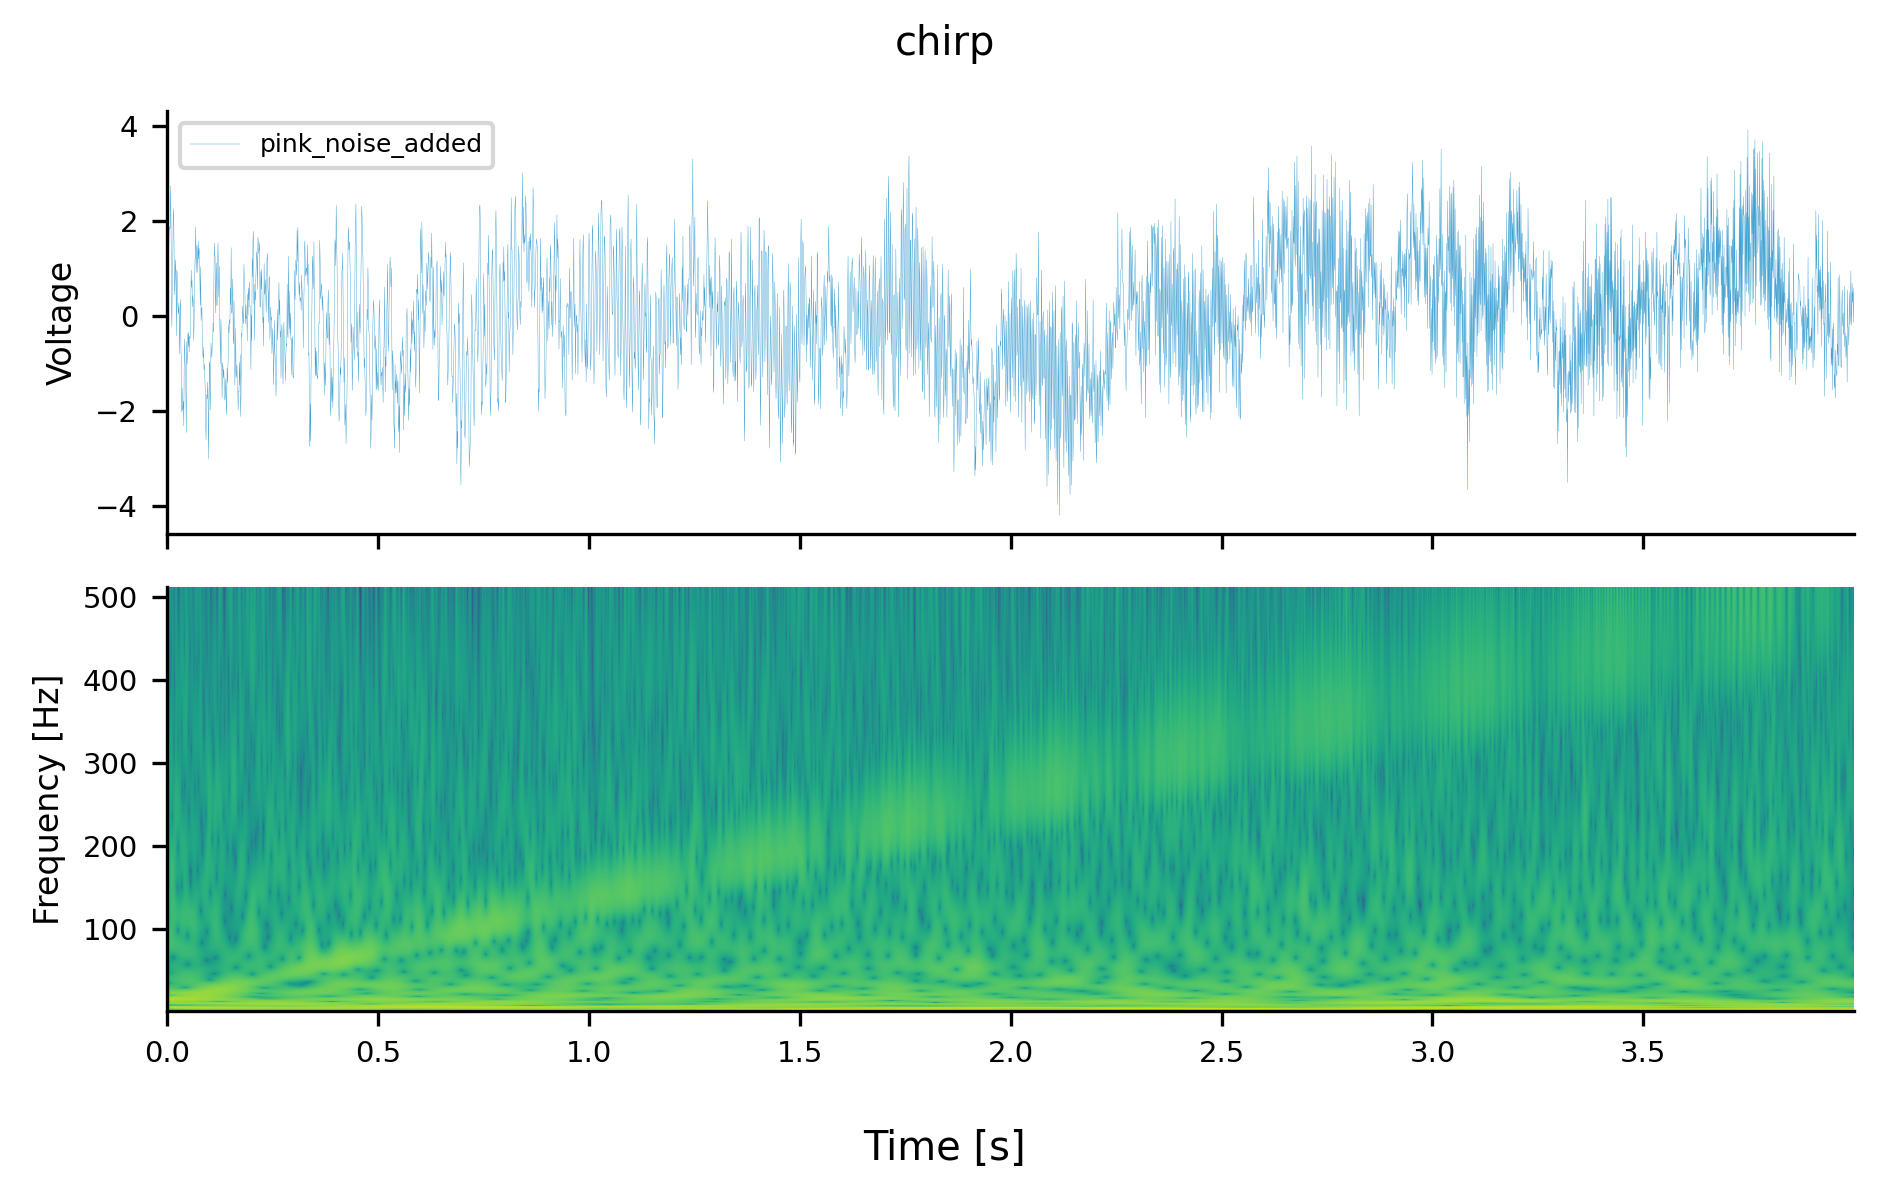 chirp
4
2
0
−2
−4
Voltage
pink_noise_added
500
400
300
200
100
Frequency [Hz]
0.0 0.5 1.0 1.5 2.0 2.5 3.0 3.5
Time [s]